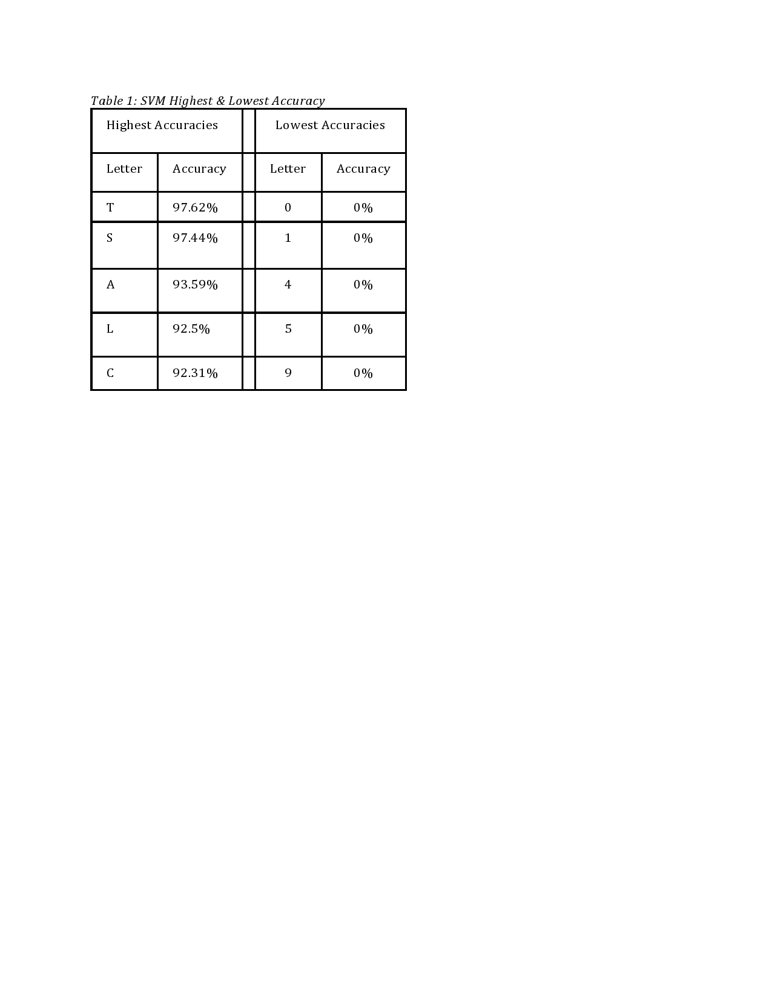 Table 1: SVM Highest & Lowest Accuracy
Highest Accuracies Lowest Accuracies
Letter Accuracy Letter Accuracy
T 97.62% 0 0%
S 97.44% 1 0%
A 93.59% 4 0%
L 92.5% 5 0%
C 92.31% 9 0%